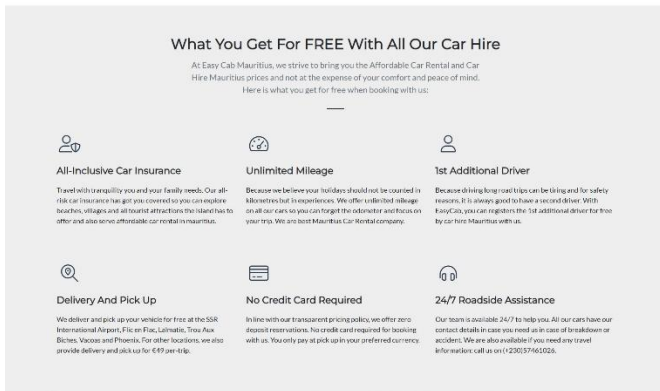 What You Get For FREE With All Our Car Hire
At Easy Cab Mauritius, we strive to bring you the Affordable Car Rental and Car
Hire Mauritius prices and not at the expense of your comfort and peace of mind.
Here is what you get for free when booking with us:
All-Inclusive Car Insurance
Travel with tranquility you and your family needs. Our all-
risk car insurance has got you covered so you can explore
beaches, villages and all tourist attractions the island has to
offer and also serve affordable car rental in mauritius.
Unlimited Mileage
Because we believe your holidays should not be counted in
kilometres but in experiences. We offer unlimited mileage
on all our cars so you can forget the odometer and focus on
your trip. We are best Mauritius Car Rental company.
1st Additional Driver
Because driving long road trips can be tiring and for safety
reasons, it is always good to have a second driver. With
EasyCab, you can registers the 1st additional driver for free
by car hire Mauritius with us.
Delivery And Pick Up
We deliver and pick up your vehicle for free at the SSR
International Airport, Flic en Flac, Calmatie, Trou Aux
Biches, Vacoas and Phoenix. For other locations, we also
provide delivery and pick up for €49 per-trip.
No Credit Card Required
In line with our transparent pricing policy, we offer zero
deposit reservations. No credit card required for booking
with us. You only pay at pick up in your preferred currency.
24/7 Roadside Assistance
Our team is available 24/7 to help you. All our cars have our
contact details in case you need us in case of breakdown or
accident. We are also available if you need any travel
information: call us on (+230)57461026.